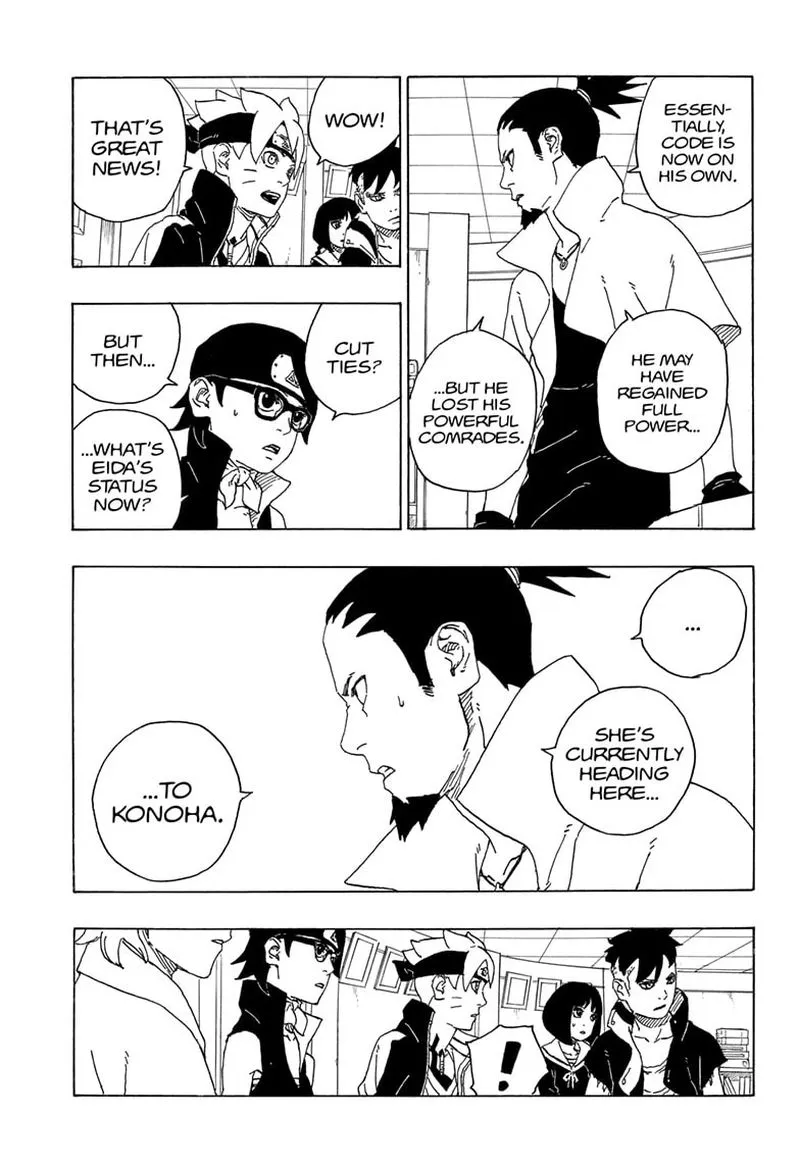 ESSEN-
TIALLY,
CODE IS
NOW ON
HIS OWN.
HE MAY
HAVE
REGAINED
FULL
POWER...
...BUT HE
LOST HIS
POWERFUL
COMRADES.
WOW!
THAT'S
GREAT
NEWS!
CUT
TIES?
BUT
THEN...
...WHAT'S
EIDA'S
STATUS
NOW?
...
SHE'S
CURRENTLY
HEADING
HERE...
...TO
KONOHA.
!